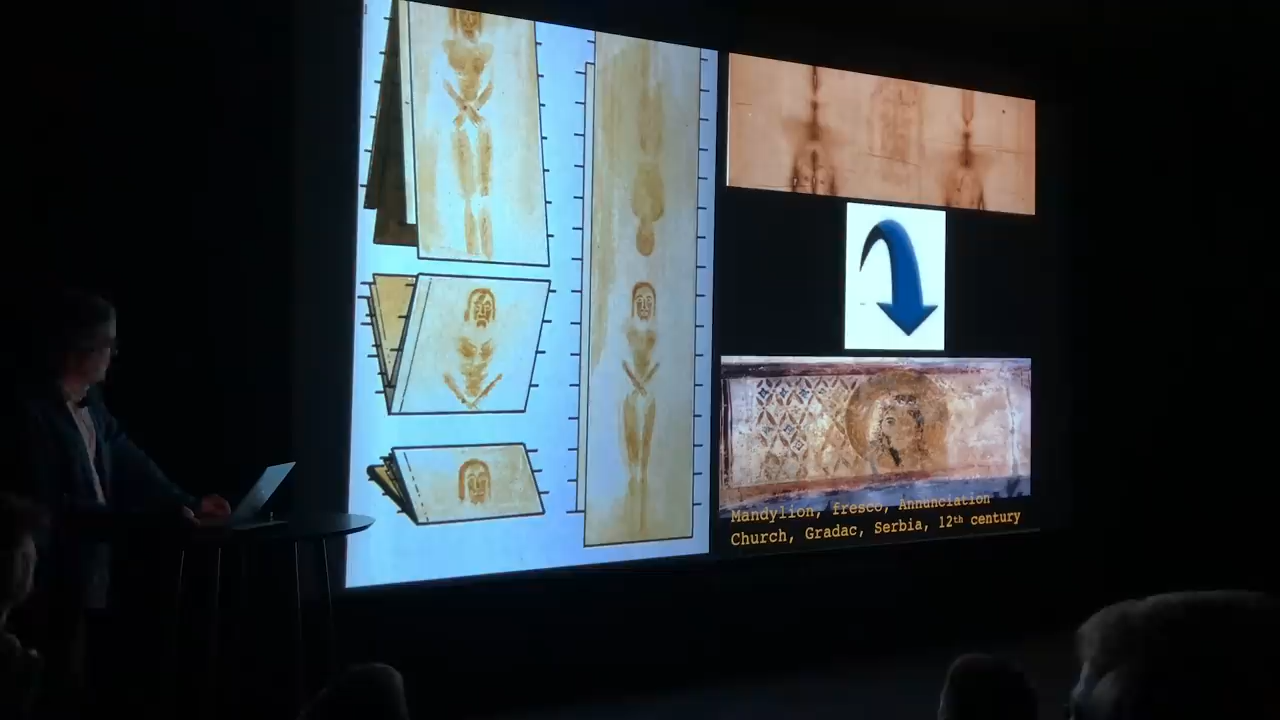 Mandylion, fresco, Annunciation
Church, Gradac, Serbia, 12th century